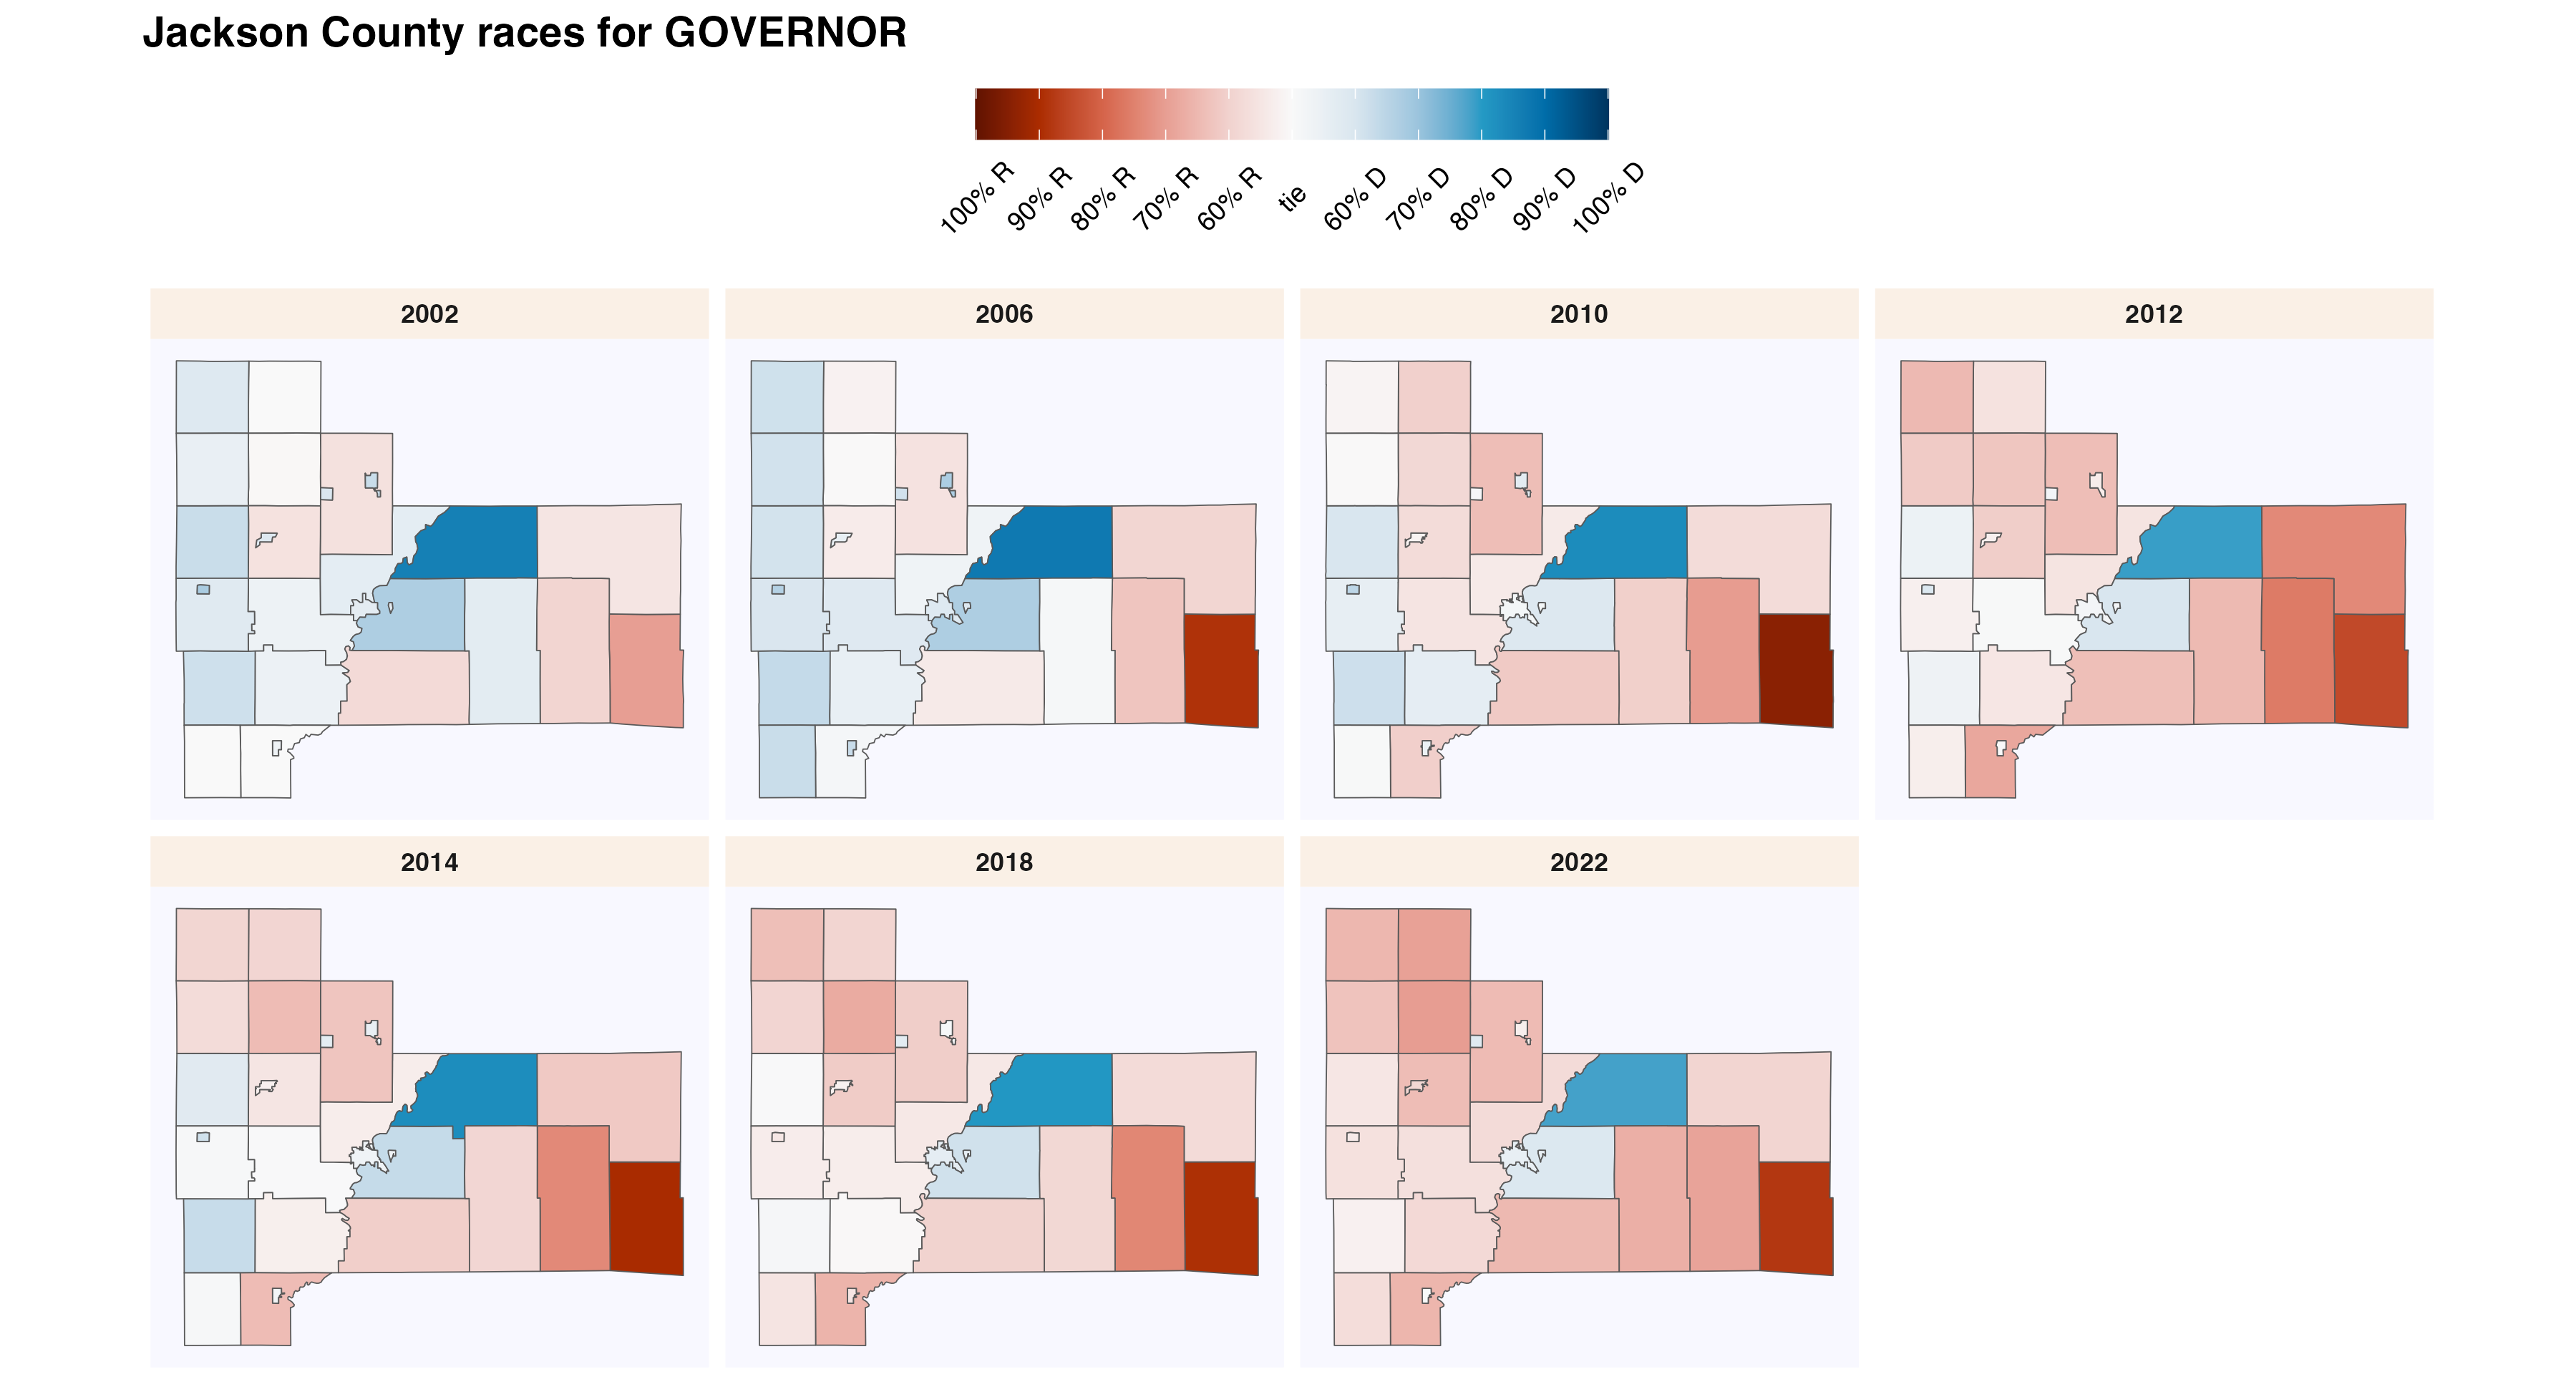 Jackson County races for GOVERNOR
100% R
90% R
80% R
70% R
60% R
tie
60% D
70% D
80% D
90% D
100% D
2002
2006
2010
2012
2014
2018
2022